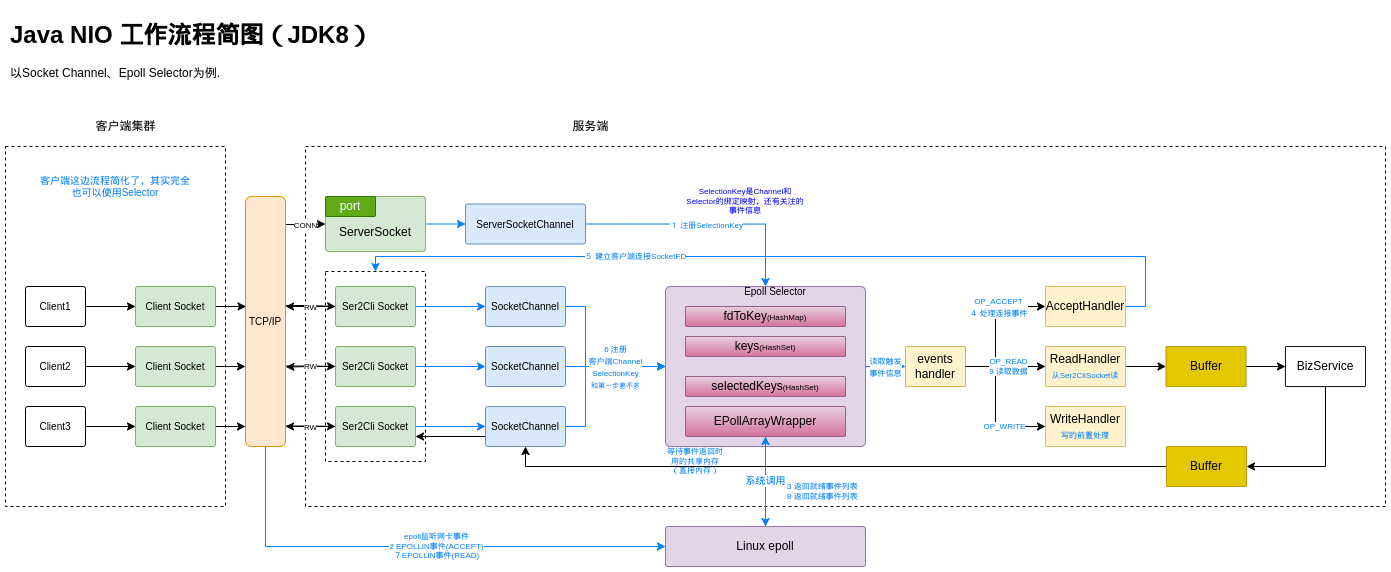 Java NIO 工作流程简图（JDK8）
以Socket Channel、Epoll Selector为例.
客户端集群
服务端
客户端这边流程简化了，其实完全
也可以使用Selector
Client1
Client2
Client3
Client Socket
Client Socket
Client Socket
TCP/IP
CONN
RW
RW
RW
port
ServerSocket
ServerSocketChannel
SelectionKey是Channel和
Selector的绑定映射，还有关注的
事件信息
1 注册SelectionKey
5 建立客户端连接SocketFD
Ser2Cli Socket
Ser2Cli Socket
Ser2Cli Socket
SocketChannel
SocketChannel
SocketChannel
6 注册
客户端Channel
SelectionKey
和第一步差不多
Epoll Selector
fdToKey(HashMap)
keys(HashSet)
selectedKeys(HashSet)
EPollArrayWrapper
等待事件返回时
用的共享内存
（直接内存）
系统调用
3 返回就绪事件列表
8 返回就绪事件列表
读取触发
事件信息
events
handler
OP_ACCEPT
4 处理连接事件
OP_READ
9 读取数据
OP_WRITE
AcceptHandler
ReadHandler
从Ser2CliSocket读
WriteHandler
写的前置处理
Buffer
BizService
Buffer
epoll监听网卡事件
2 EPOLLIN事件(ACCEPT)
7 EPOLLIN事件(READ)
Linux epoll